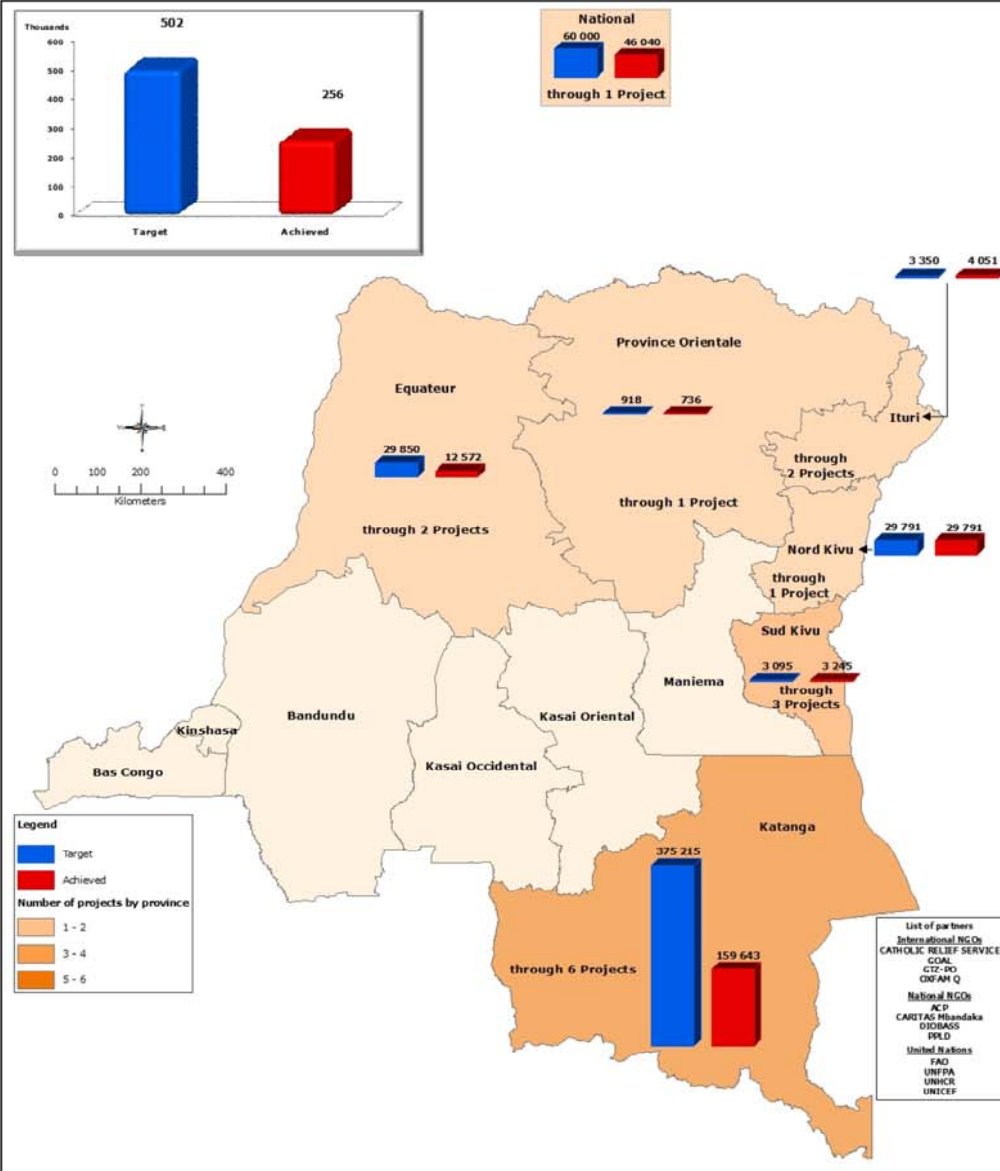 Thousands
502
600
500
400
300
200
100
0
256
Target
Achieved
National
60 000
46 040
through 1 Project
3 350
4 051
Province Orientale
918
736
through 1 Project
Equateur
29 850
12 572
through 2 Projects
Ituri
through
2 Projects
0 100 200 400
Kilometers
Nord Kivu
29 791
29 791
through
1 Project
Sud Kivu
3 095
3 245
through
3 Projects
Maniema
Bandundu
Kasai Oriental
Kinshasa
Bas Congo
Kasai Occidental
Katanga
375 215
159 643
through 6 Projects
Legend
Target
Achieved
Number of projects by province
1 - 2
3 - 4
5 - 6
List of partners
International NGOs
CATHOLIC RELIEF SERVICE
GOAL
GTZ-PO
OXFAM Q
National NGOs
ACP
CARITAS Mbandaka
DIOBASS
PPLD
United Nations
FAO
UNFPA
UNHCR
UNICEF